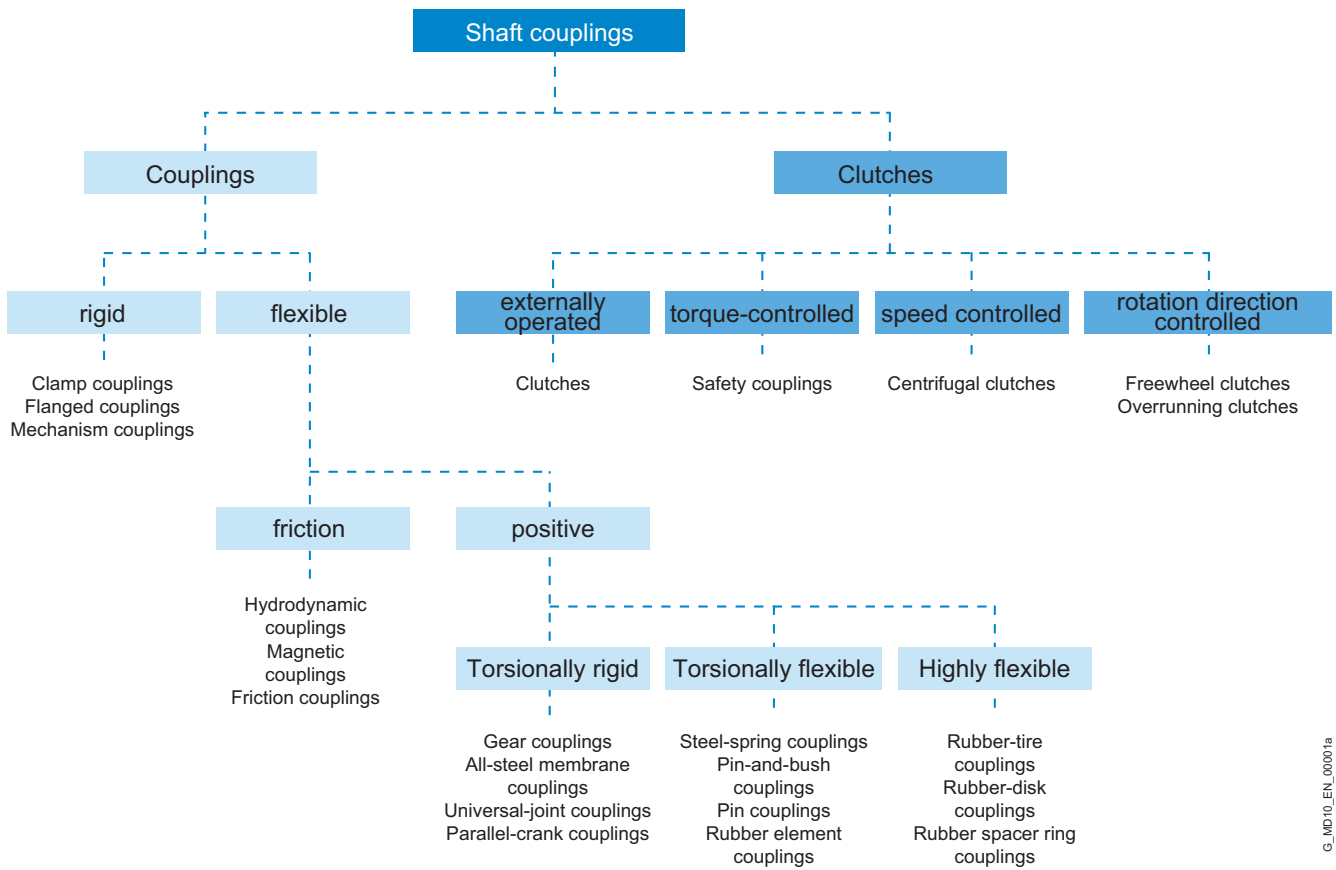 Shaft couplings
Couplings
Clutches
rigid
flexible
externally
operated
torque-controlled
speed controlled
rotation direction
controlled
Clamp couplings
Flanged couplings
Mechanism couplings
Clutches
Safety couplings
Centrifugal clutches
Freewheel clutches
Overrunning clutches
friction
positive
Hydrodynamic
couplings
Magnetic
couplings
Friction couplings
Torsionally rigid
Torsionally flexible
Highly flexible
Gear couplings
All-steel membrane
couplings
Universal-joint couplings
Parallel-crank couplings
Steel-spring couplings
Pin-and-bush
couplings
Pin couplings
Rubber element
couplings
Rubber-tire
couplings
Rubber-disk
couplings
Rubber spacer ring
couplings
G_MD10_EN_00001a